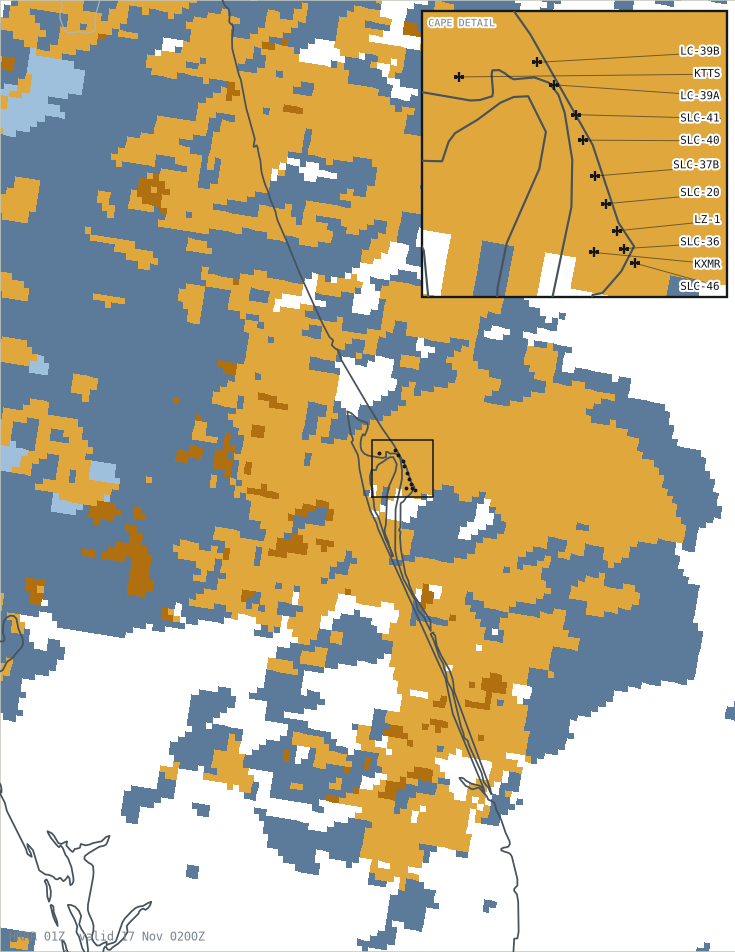 CAPE DETAIL
LC-39B
KTTS
LC-39A
SLC-41
SLC-40
SLC-37B
SLC-20
LZ-1
SLC-36
KXMR
SLC-46
01Z valid 17 Nov 0200Z